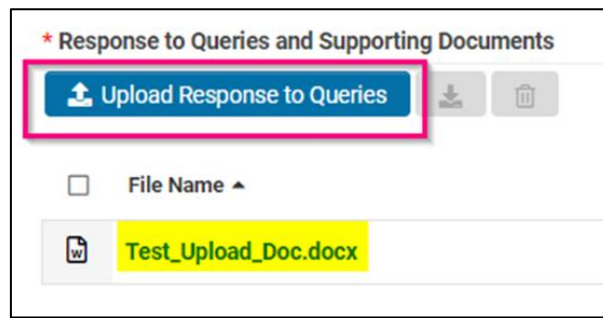 * Response to Queries and Supporting Documents
Upload Response to Queries
File Name
Test_Upload_Doc.docx